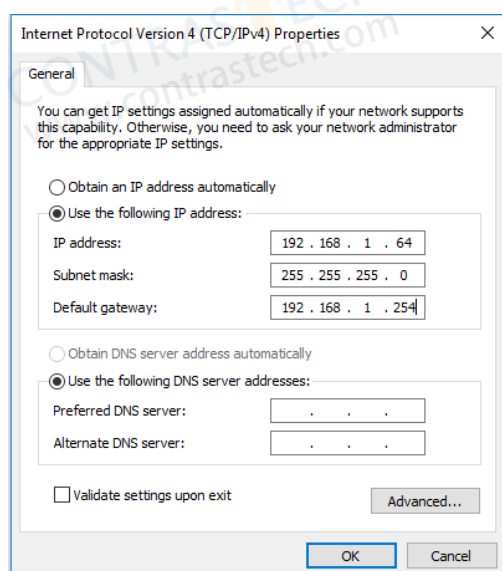 CONTRASTECH
www.contrastech.com
Internet Protocol Version 4 (TCP/IPv4) Properties
General
You can get IP settings assigned automatically if your network supports
this capability. Otherwise, you need to ask your network administrator
for the appropriate IP settings.
Obtain an IP address automatically
Use the following IP address:
IP address: 192 . 168 . 1 . 64
Subnet mask: 255 . 255 . 255 . 0
Default gateway: 192 . 168 . 1 . 254
Obtain DNS server address automatically
Use the following DNS server addresses:
Preferred DNS server: . . .
Alternate DNS server: . . .
Validate settings upon exit
Advanced...
OK Cancel